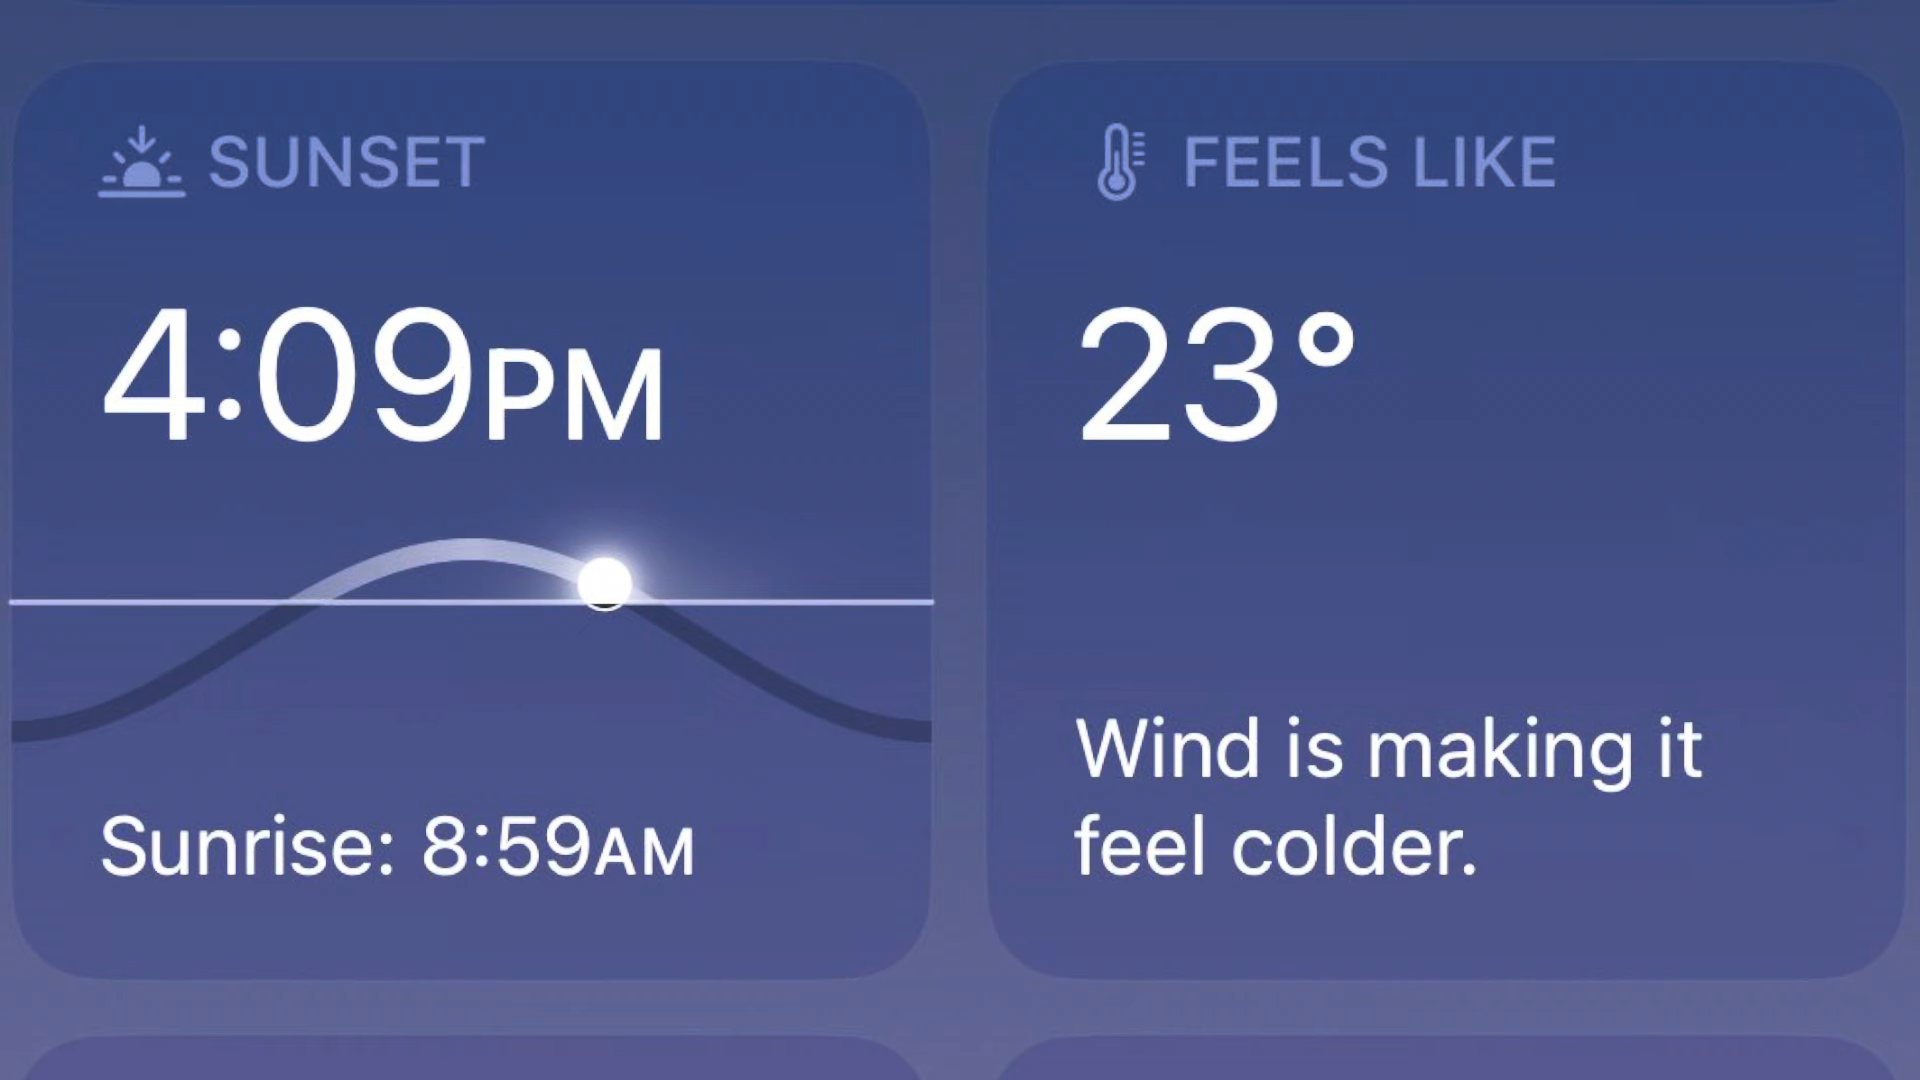 SUNSET
4:09PM
Sunrise: 8:59AM
FEELS LIKE
23°
Wind is making it
feel colder.